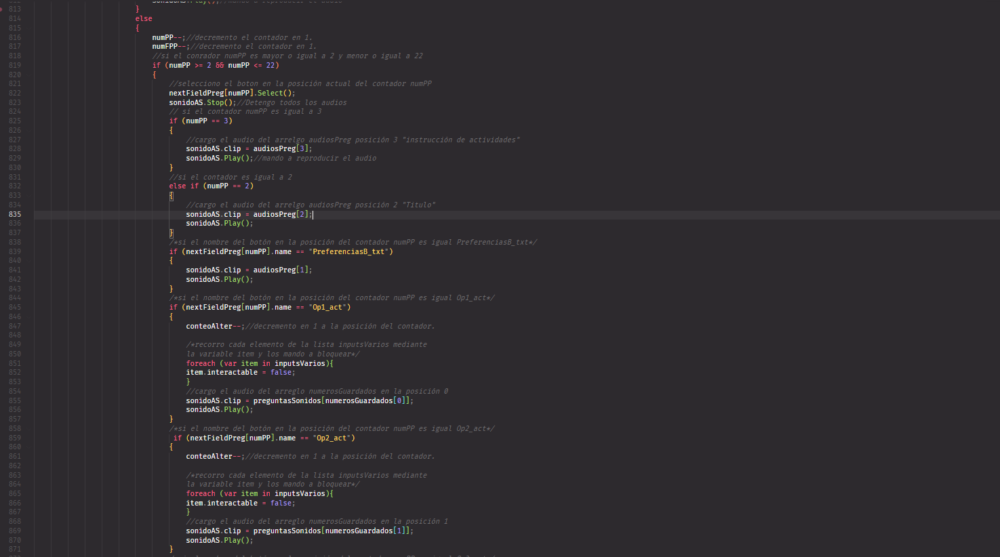 813 }
814 else
815 {
816 numPP--;//decremento el contador en 1.
817 numFPP--;//decremento el contador en 1.
818 //si el conrador numPP es mayor o igual a 2 y menor o igual a 22
819 if (numPP >= 2 && numPP <= 22)
820 {
821 //selecciono el boton en la posición actual del contador numPP
822 nextFieldPreg[numPP].Select();
823 sonidoAS.Stop();//Detengo todos los audios
824 // si el contador numPP es igual a 3
825 if (numPP == 3)
826 {
827 //cargo el audio del arrelgo audiosPreg posición 3 "instrucción de actividades"
828 sonidoAS.clip = audiosPreg[3];
829 sonidoAS.Play();//mando a reproducir el audio
830 }
831 //si el contador es igual a 2
832 else if (numPP == 2)
833 {
834 //cargo el audio del arrelgo audiosPreg posición 2 "Titulo"
835 sonidoAS.clip = audiosPreg[2];
836 sonidoAS.Play();
837 }
838 /*si el nombre del botón en la posición del contador numPP es igual PreferenciasB_txt*/
839 if (nextFieldPreg[numPP].name == "PreferenciasB_txt")
840 {
841 sonidoAS.clip = audiosPreg[1];
842 sonidoAS.Play();
843 }
844 /*si el nombre del botón en la posición del contador numPP es igual Op1_act*/
845 if (nextFieldPreg[numPP].name == "Op1_act")
846 {
847 conteoAlter--;//decremento en 1 a la posición del contador.
848
849 /*recorro cada elemento de la lista inputsVarios mediante
850 la variable item y los mando a bloquear*/
851 foreach (var item in inputsVarios){
852 item.interactable = false;
853 }
854 //cargo el audio del arreglo numerosGuardados en la posición 0
855 sonidoAS.clip = preguntasSonidos[numerosGuardados[0]];
856 sonidoAS.Play();
857 }
858 /*si el nombre del botón en la posición del contador numPP es igual Op2_act*/
859 if (nextFieldPreg[numPP].name == "Op2_act")
860 {
861 conteoAlter--;//decremento en 1 a la posición del contador.
862
863 /*recorro cada elemento de la lista inputsVarios mediante
864 la variable item y los mando a bloquear*/
865 foreach (var item in inputsVarios){
866 item.interactable = false;
867 }
868 //cargo el audio del arreglo numerosGuardados en la posición 1
869 sonidoAS.clip = preguntasSonidos[numerosGuardados[1]];
870 sonidoAS.Play();
871 }